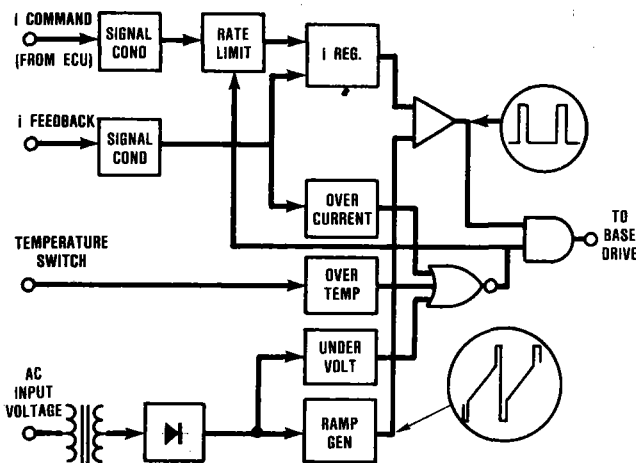 i COMMAND
(FROM ECU)
SIGNAL
COND
RATE
LIMIT
i REG.
i FEEDBACK
SIGNAL
COND
OVER
CURRENT
TO
BASE
DRIVE
TEMPERATURE
SWITCH
OVER
TEMP
UNDER
VOLT
AC
INPUT
VOLTAGE
RAMP
GEN